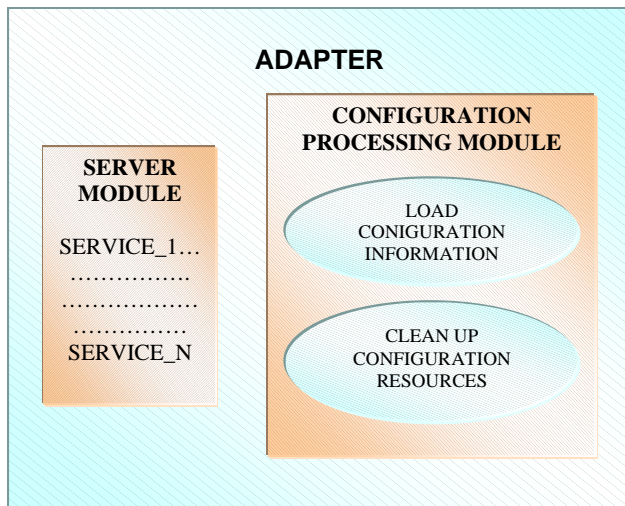 ADAPTER
SERVER
MODULE
SERVICE_1…
……………..
………………
……………
SERVICE_N
CONFIGURATION
PROCESSING MODULE
LOAD
CONIGURATION
INFORMATION
CLEAN UP
CONFIGURATION
RESOURCES